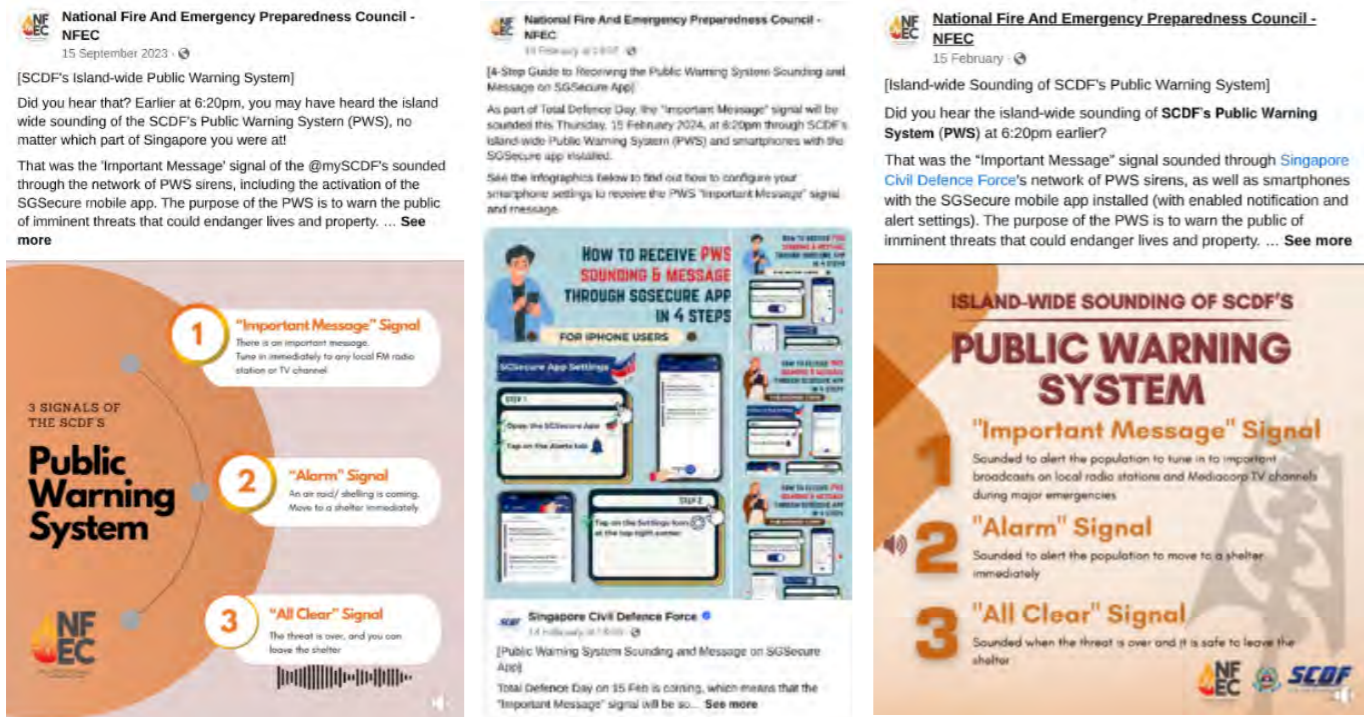 National Fire And Emergency Preparedness Council -
NFEC
15 September 2023
[SCDF's Island-wide Public Warning System]
Did you hear that? Earlier at 6:20pm, you may have heard the island
wide sounding of the SCDF's Public Warning System (PWS), no
matter which part of Singapore you were at!
That was the 'Important Message' signal of the @mySCDF's sounded
through the network of PWS sirens, including the activation of the
SGSecure mobile app. The purpose of the PWS is to warn the public
of imminent threats that could endanger lives and property. ... See
more
3 SIGNALS OF
THE SCDF'S
Public
Warning
System
1
"Important Message" Signal
There is an important message.
Tune in immediately to any local FM radio
station or TV channel
2
"Alarm" Signal
An air raid/ shelling is coming.
Move to a shelter immediately
3
"All Clear" Signal
The threat is over, and you can
leave the shelter
NF
EC
National Fire And Emergency Preparedness Council -
NFEC
[4-Step Guide to Receiving the Public Warning System Sounding and
Message on SGSecure App]
As part of Total Defence Day, the "Important Message" signal will be
sounded this Thursday, 15 February 2024, at 6:20pm through SCDF's
Island-wide Public Warning System (PWS) and smartphones with the
SGSecure app installed.
See the infographics below to find out how to configure your
smartphone settings to receive the PWS "Important Message" signal
and message.
HOW TO RECEIVE PWS
SOUNDING & MESSAGE
THROUGH SGSECURE APP
IN 4 STEPS
FOR IPHONE USERS
SGSecure App Settings
STEP 1
Open the SGSecure App
Tap on the Alerts tab
STEP 2
Tap on the Settings Icon
at the top right corner
SCDF
Singapore Civil Defence Force
[Public Warning System Sounding and Message on SGSecure
App]
Total Defence Day on 15 Feb is coming, which means that the
"Important Message" signal will be so... See more
National Fire And Emergency Preparedness Council -
NFEC
15 February
[Island-wide Sounding of SCDF's Public Warning System]
Did you hear the island-wide sounding of SCDF's Public Warning
System (PWS) at 6:20pm earlier?
That was the "Important Message" signal sounded through Singapore
Civil Defence Force's network of PWS sirens, as well as smartphones
with the SGSecure mobile app installed (with enabled notification and
alert settings). The purpose of the PWS is to warn the public of
imminent threats that could endanger lives and property. ... See more
ISLAND-WIDE SOUNDING OF SCDF'S
PUBLIC WARNING
SYSTEM
1
"Important Message" Signal
Sounded to alert the population to tune in to important
broadcasts on local radio stations and Mediacorp TV channels
during major emergencies
2
"Alarm" Signal
Sounded to alert the population to move to a shelter
immediately
3
"All Clear" Signal
Sounded when the threat is over and it is safe to leave the
shelter
NF
EC
SCDF